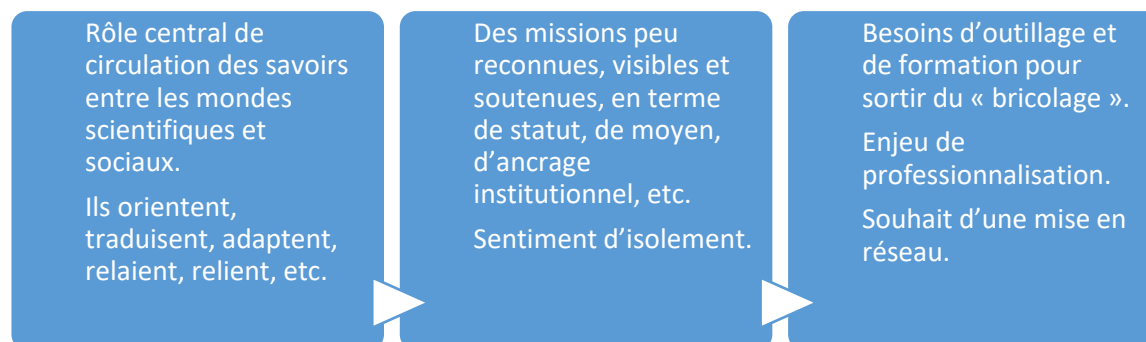 Rôle central de
circulation des savoirs
entre les mondes
scientifiques et
sociaux.
Ils orientent,
traduisent, adaptent,
relaient, relient, etc.
Des missions peu
reconnues, visibles et
soutenues, en terme
de statut, de moyen,
d’ancrage
institutionnel, etc.
Sentiment d’isolement.
Besoins d’outillage et
de formation pour
sortir du « bricolage ».
Enjeu de
professionnalisation.
Souhait d’une mise en
réseau.